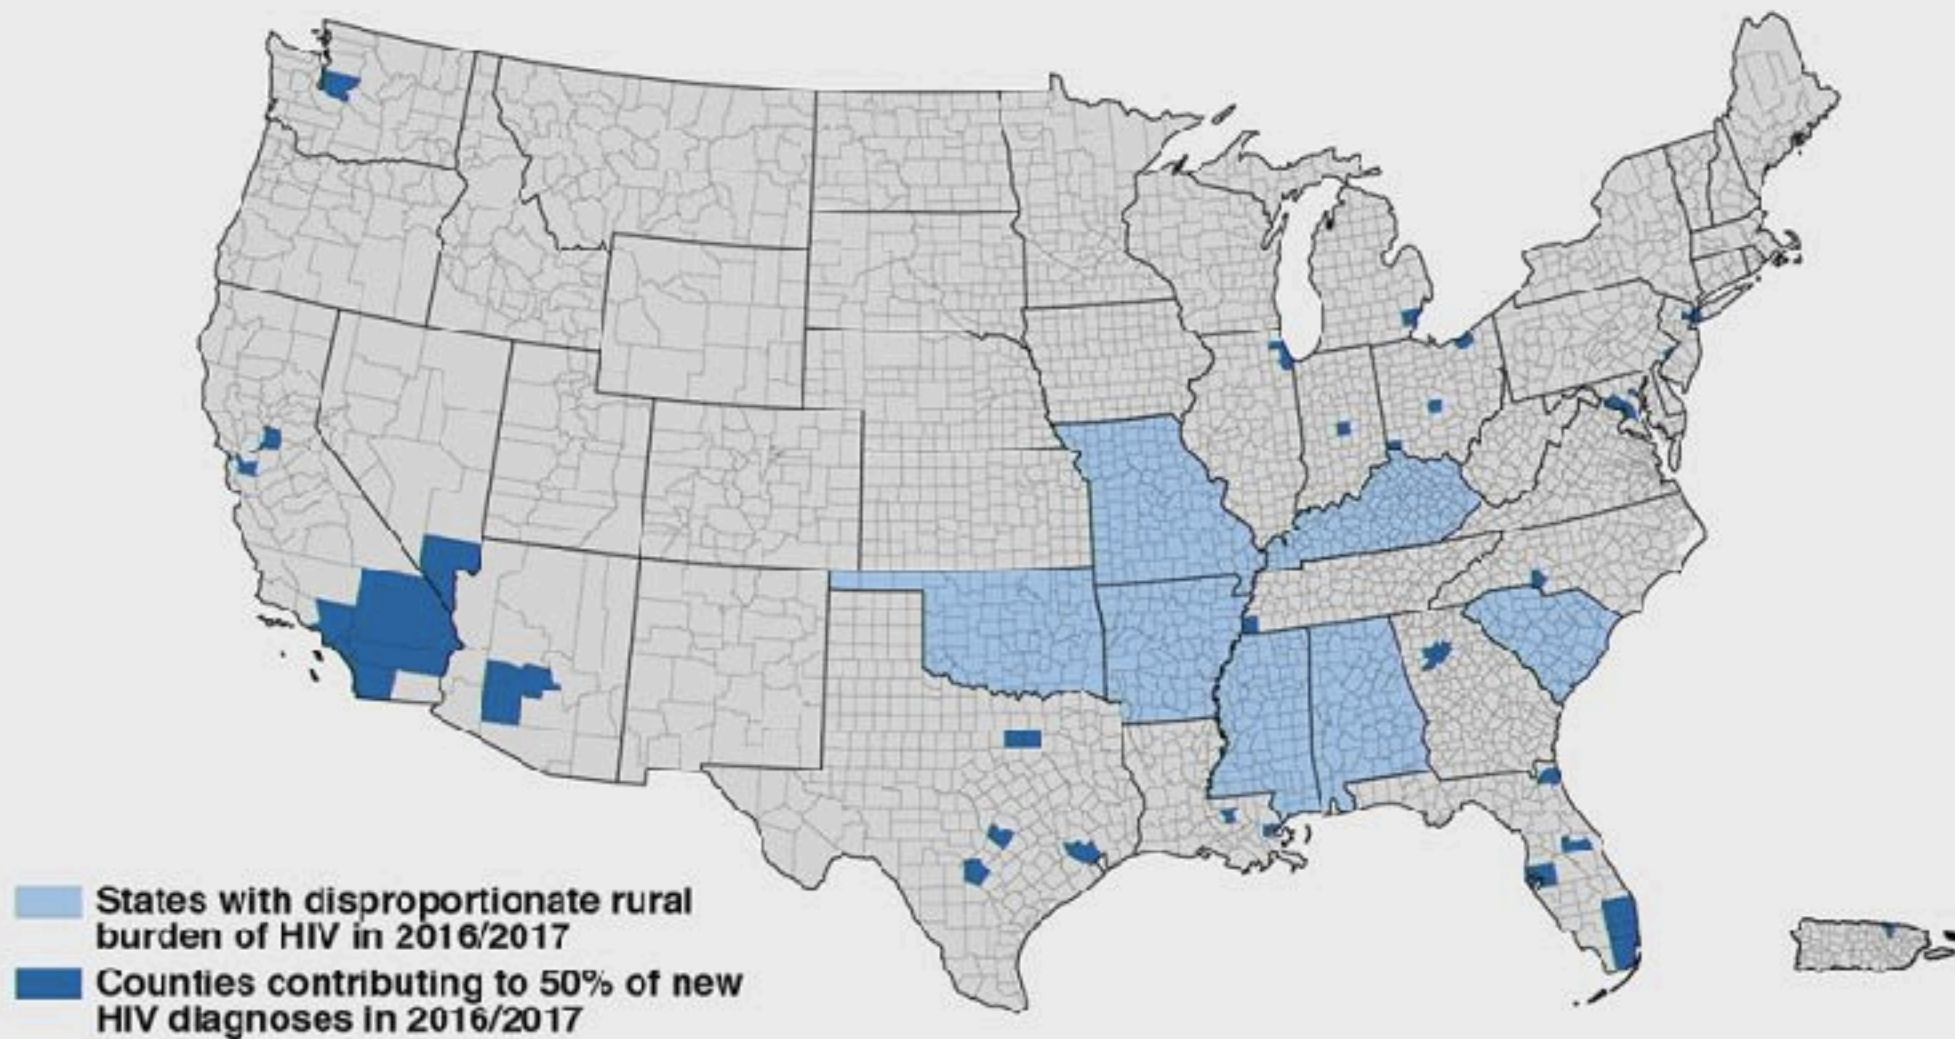 States with disproportionate rural
burden of HIV in 2016/2017
Counties contributing to 50% of new
HIV diagnoses in 2016/2017